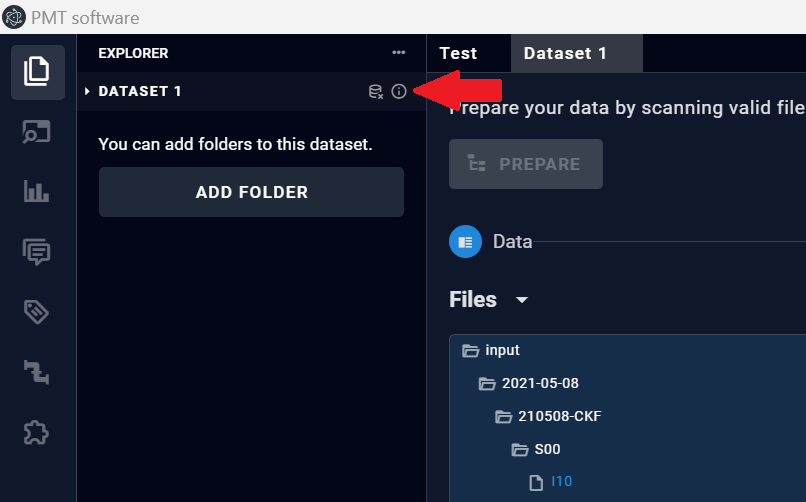 PMT software
EXPLORER
DATASET 1
You can add folders to this dataset.
ADD FOLDER
Test
Dataset 1
Prepare your data by scanning valid file
PREPARE
Data
Files
input
2021-05-08
210508-CKF
S00
I10